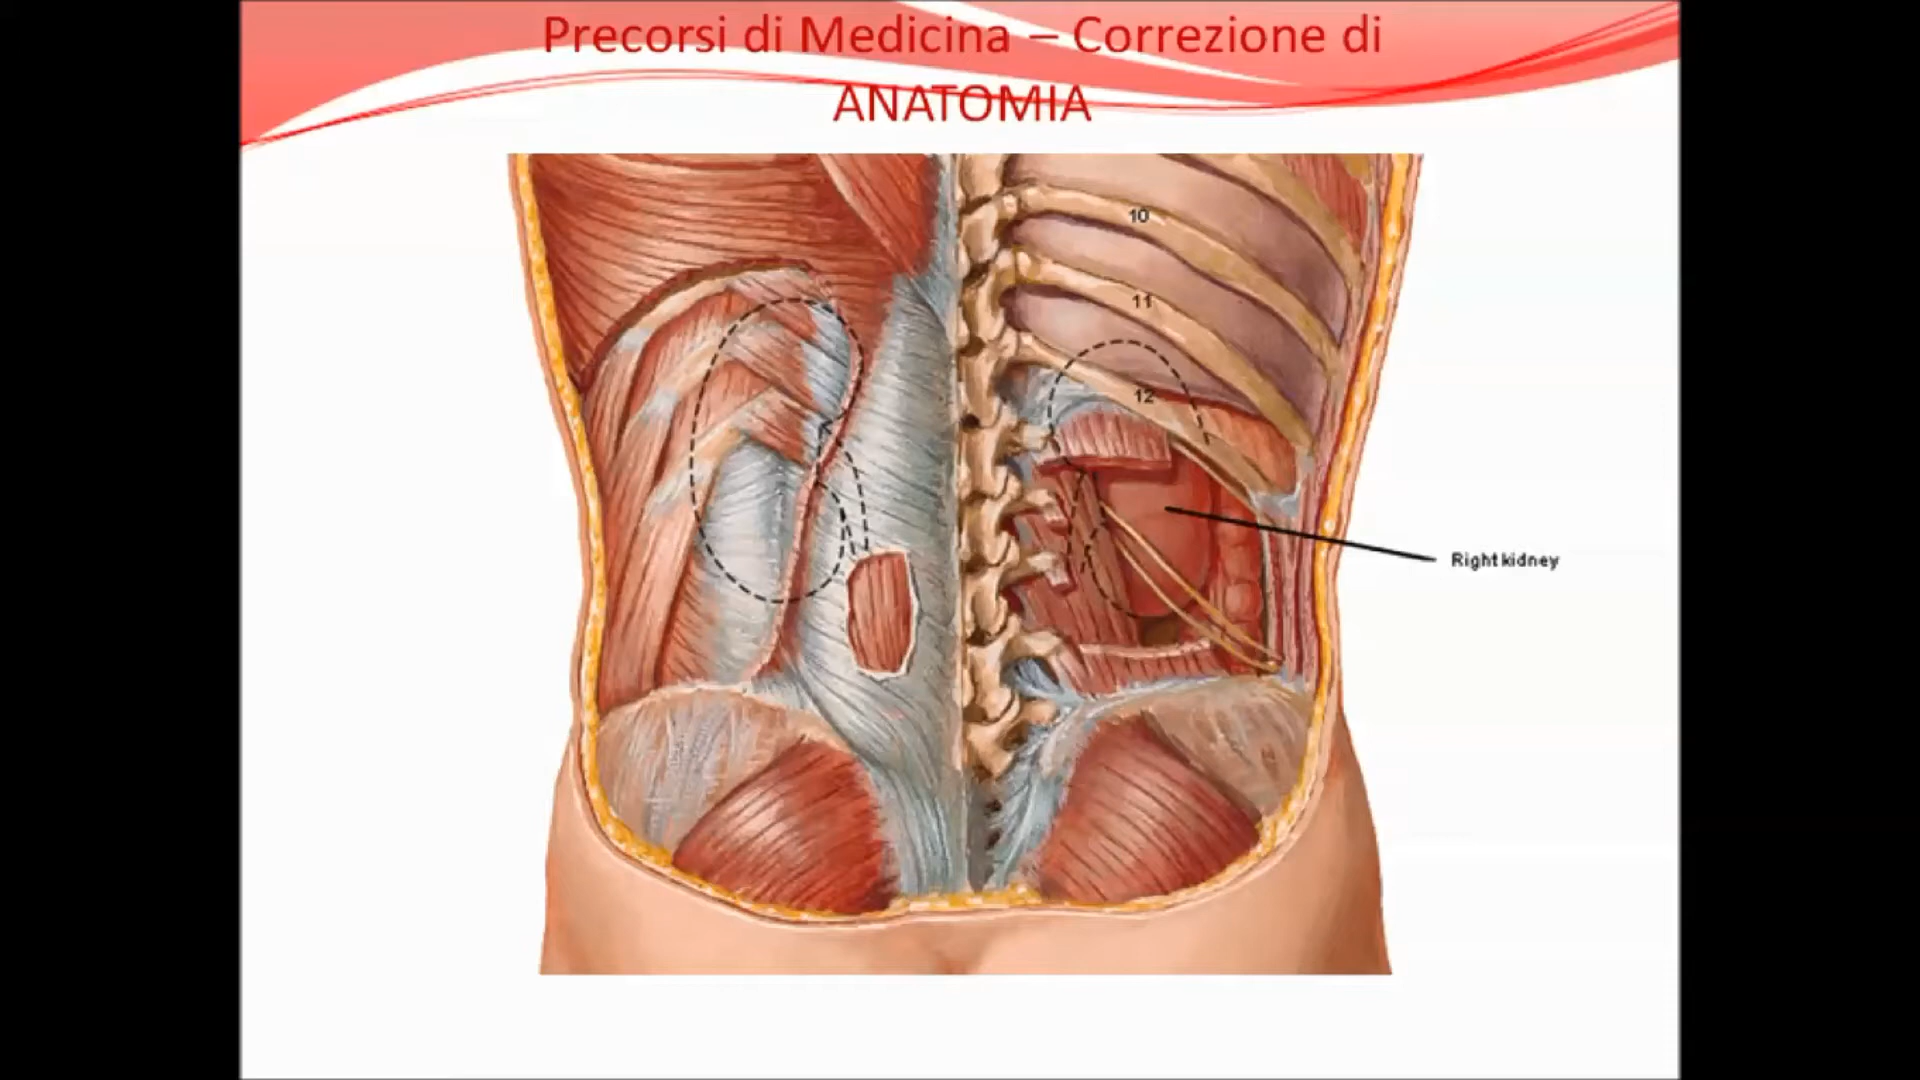 Precorsi di Medicina – Correzione di
ANATOMIA
10
11
12
Right kidney